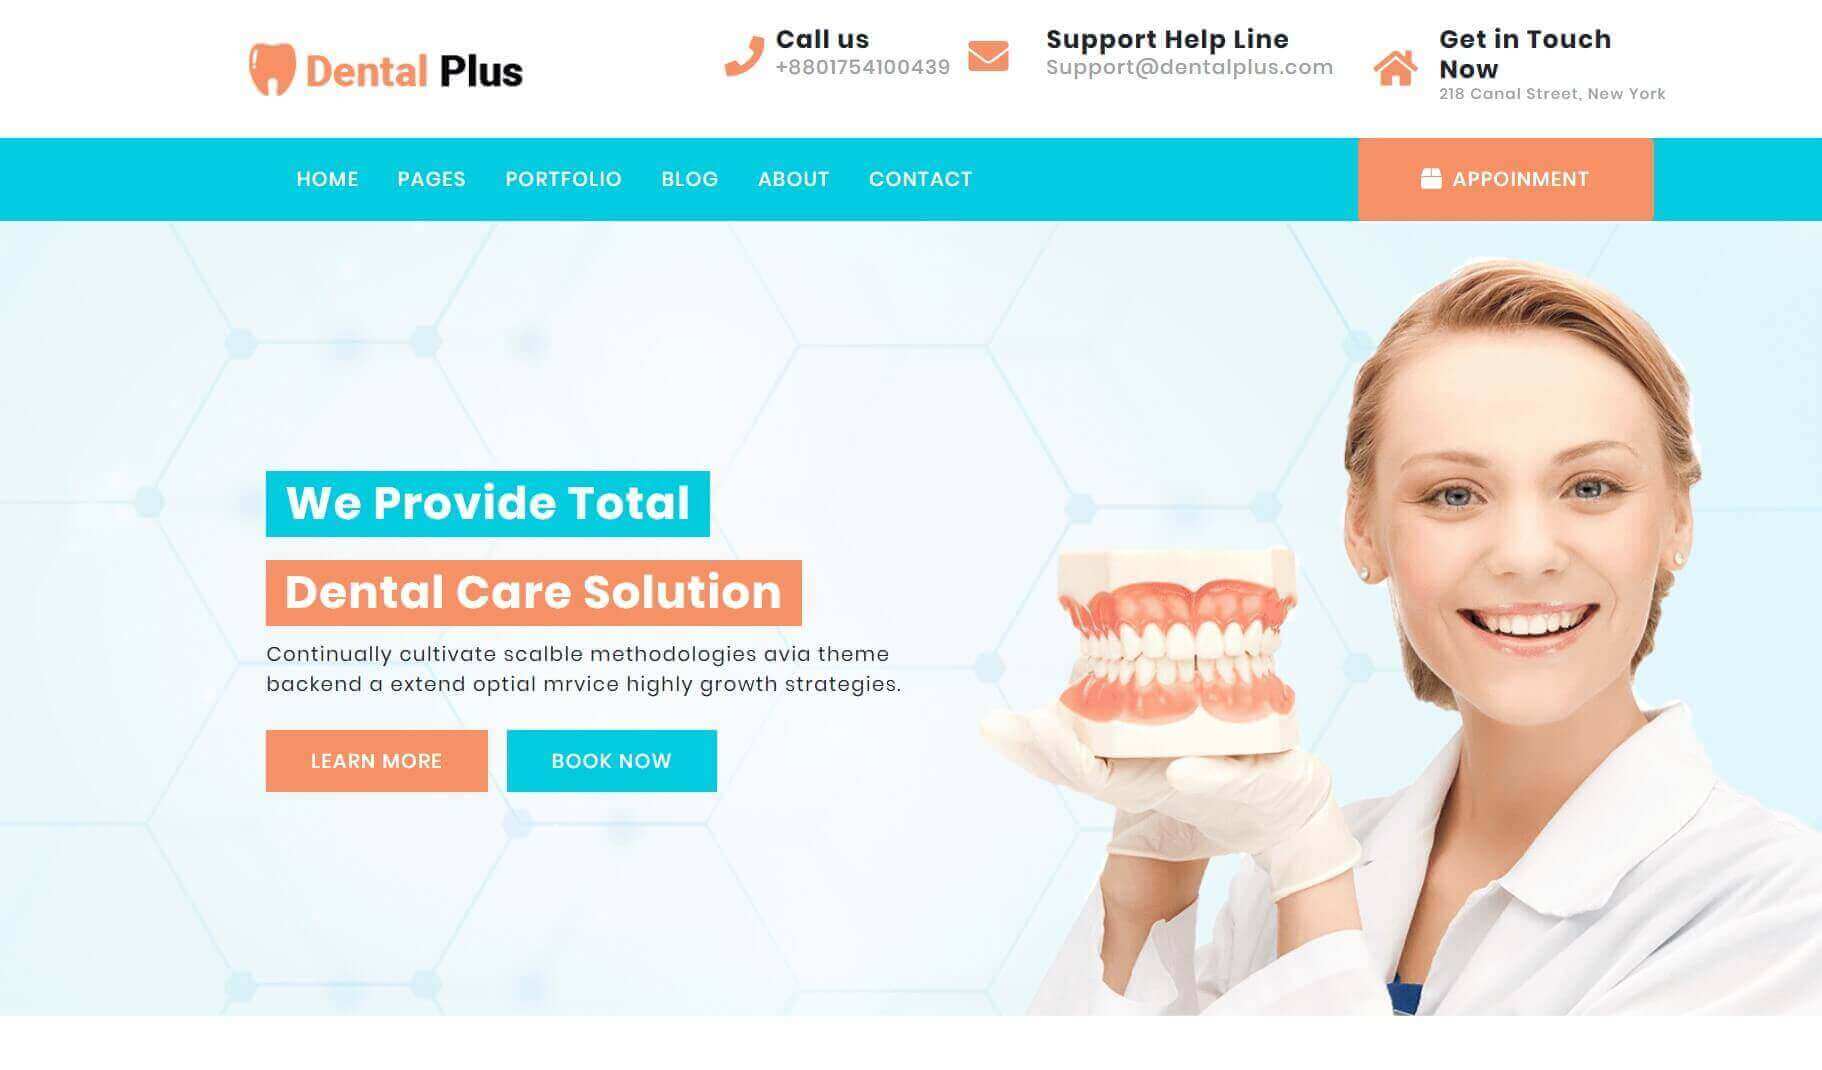 Dental Plus
Call us
+8801754100439
Support Help Line
Support@dentalplus.com
Get in Touch
Now
218 Canal Street, New York
HOME PAGES PORTFOLIO BLOG ABOUT CONTACT
APPOINMENT
We Provide Total
Dental Care Solution
Continually cultivate scalble methodologies avia theme
backend a extend optial mrvice highly growth strategies.
LEARN MORE BOOK NOW